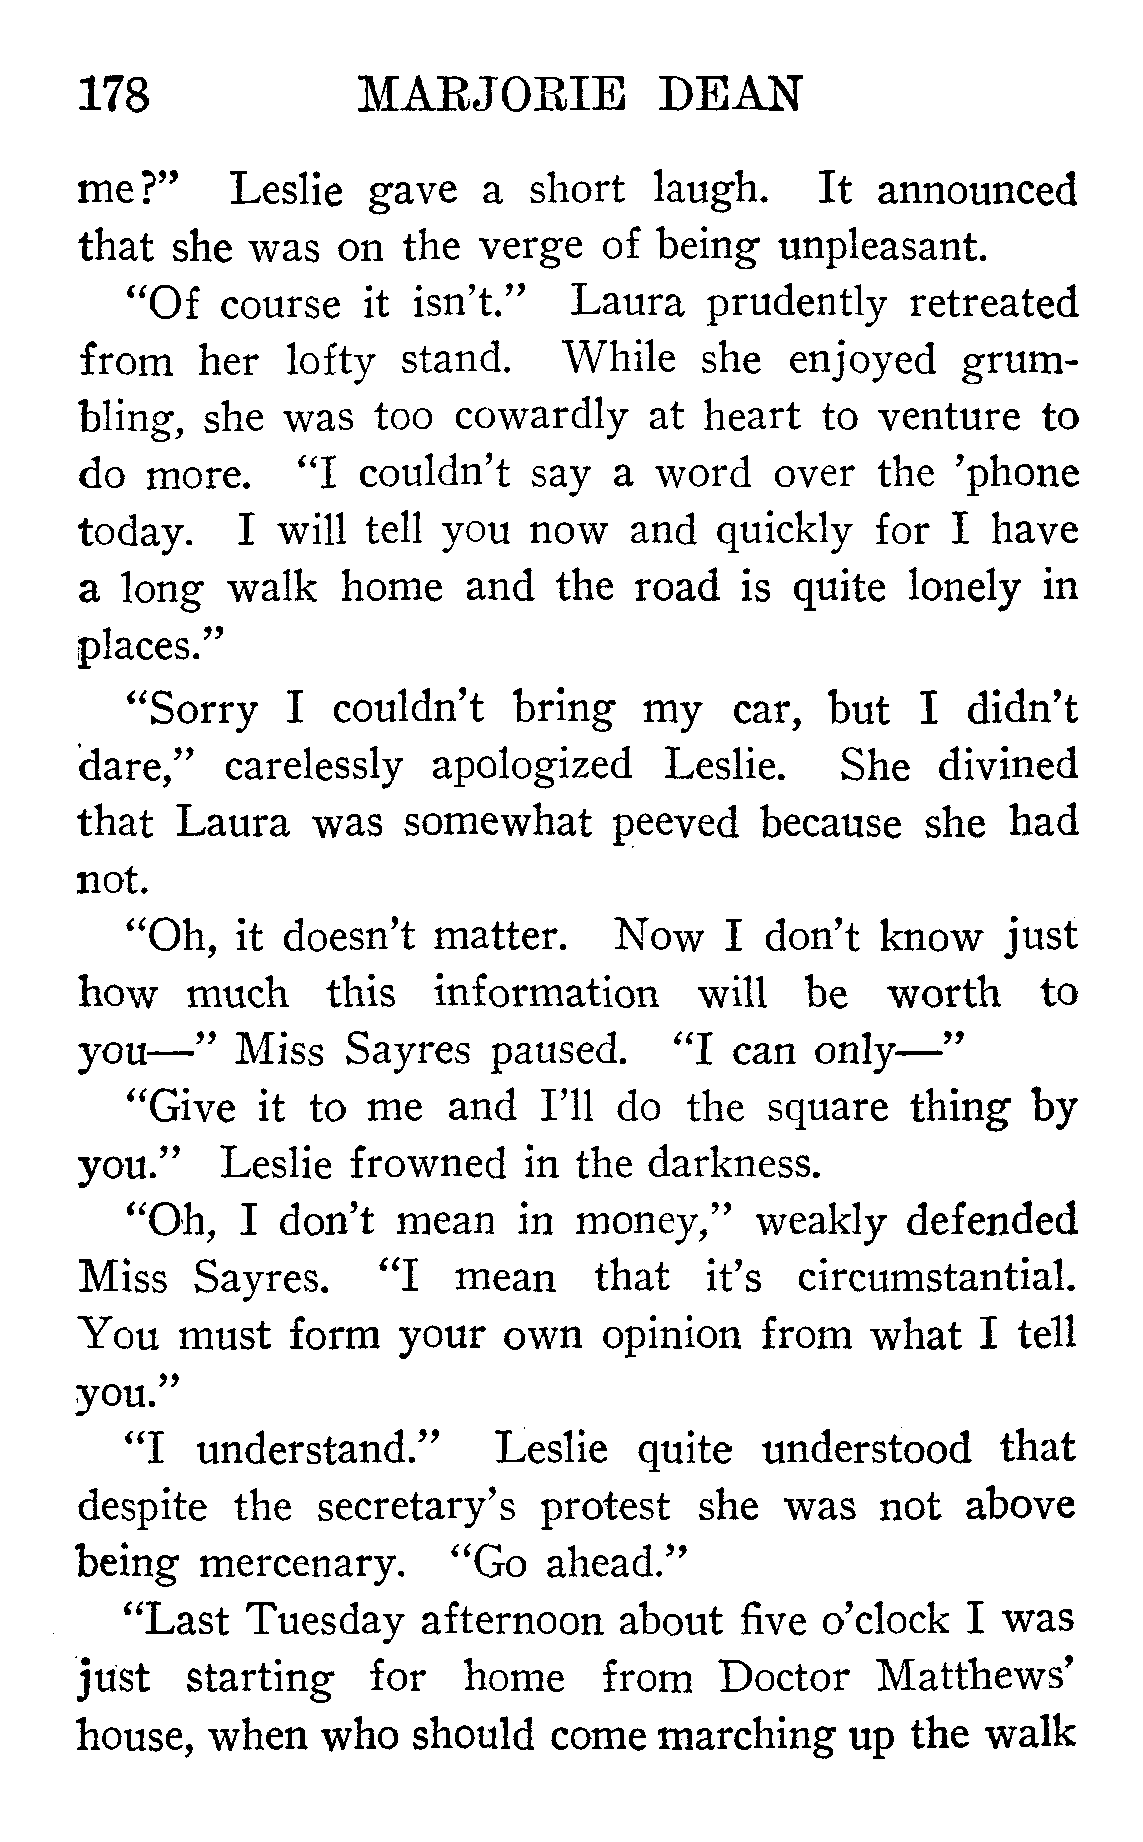 178 MARJORIE DEAN
me?" Leslie gave a short laugh. It announced
that she was on the verge of being unpleasant.
"Of course it isn't." Laura prudently retreated
from her lofty stand. While she enjoyed grum-
bling, she was too cowardly at heart to venture to
do more. "I couldn't say a word over the 'phone
today. I will tell you now and quickly for I have
a long walk home and the road is quite lonely in
places."
"Sorry I couldn't bring my car, but I didn't
dare," carelessly apologized Leslie. She divined
that Laura was somewhat peeved because she had
not.
"Oh, it doesn't matter. Now I don't know just
how much this information will be worth to
you—" Miss Sayres paused. "I can only—"
"Give it to me and I'll do the square thing by
you." Leslie frowned in the darkness.
"Oh, I don't mean in money," weakly defended
Miss Sayres. "I mean that it's circumstantial.
You must form your own opinion from what I tell
you."
"I understand." Leslie quite understood that
despite the secretary's protest she was not above
being mercenary. "Go ahead."
"Last Tuesday afternoon about five o'clock I was
just starting for home from Doctor Matthews'
house, when who should come marching up the walk